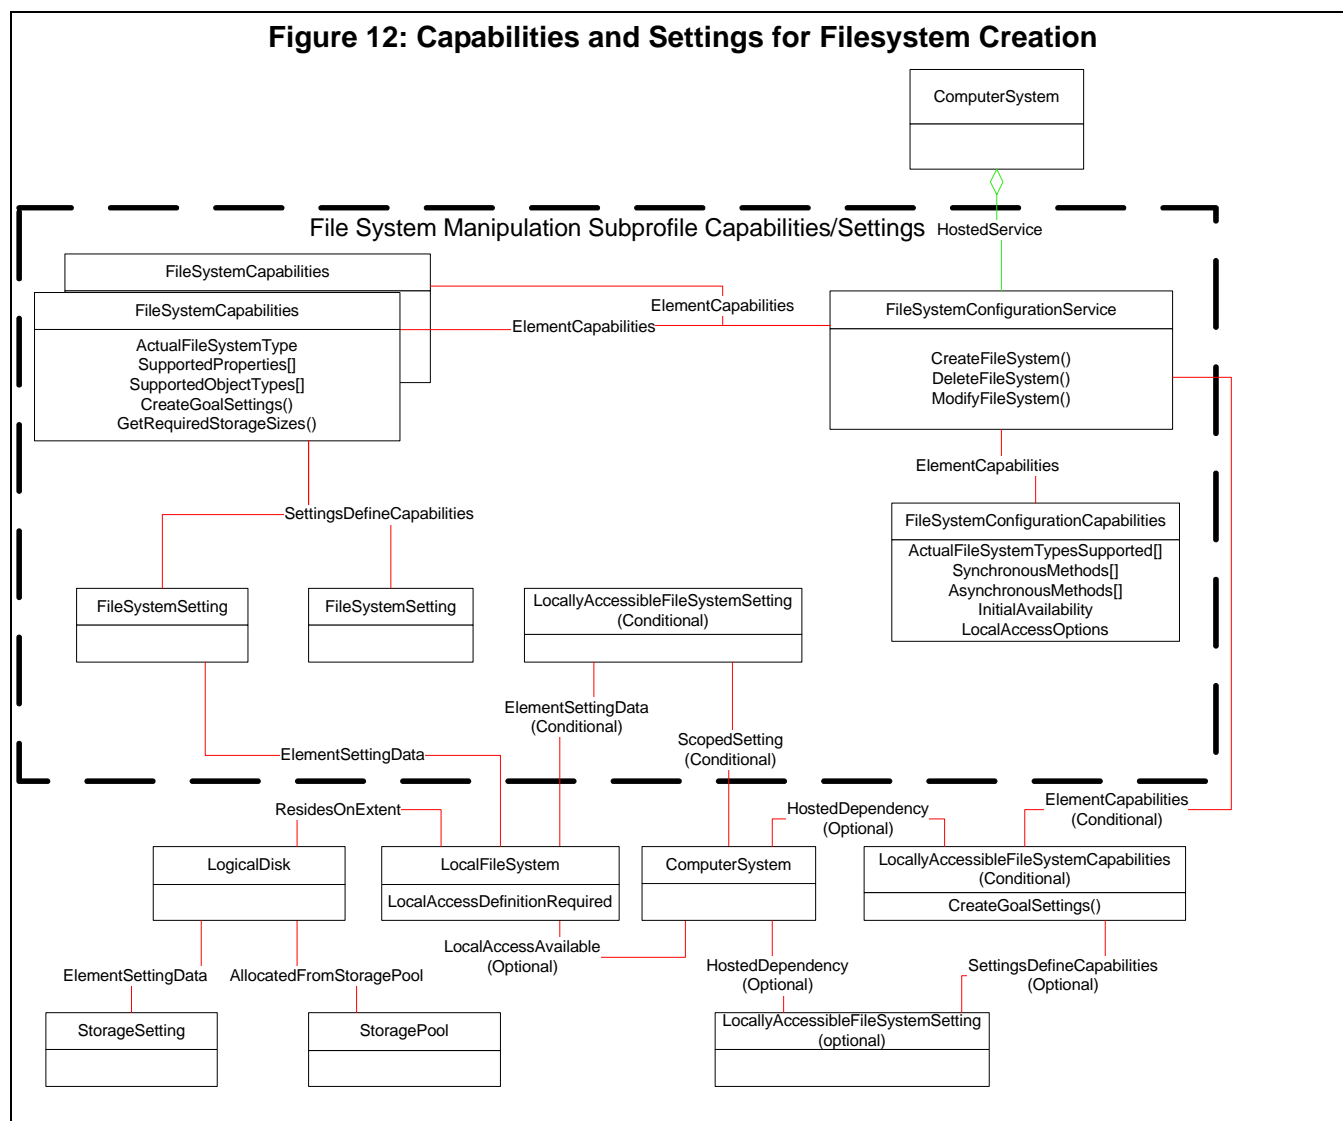 Figure 12: Capabilities and Settings for Filesystem Creation
ComputerSystem
File System Manipulation Subprofile Capabilities/Settings
HostedService
FileSystemCapabilities
FileSystemCapabilities
ActualFileSystemType
SupportedProperties[]
SupportedObjectTypes[]
CreateGoalSettings()
GetRequiredStorageSizes()
ElementCapabilities
ElementCapabilities
FileSystemConfigurationService
CreateFileSystem()
DeleteFileSystem()
ModifyFileSystem()
ElementCapabilities
FileSystemConfigurationCapabilities
ActualFileSystemTypesSupported[]
SynchronousMethods[]
AsynchronousMethods[]
InitialAvailability
LocalAccessOptions
SettingsDefineCapabilities
FileSystemSetting
FileSystemSetting
LocallyAccessibleFileSystemSetting
(Conditional)
ElementSettingData
(Conditional)
ScopedSetting
(Conditional)
ElementSettingData
ResidesOnExtent
HostedDependency
(Optional)
ElementCapabilities
(Conditional)
LogicalDisk
LocalFileSystem
LocalAccessDefinitionRequired
ComputerSystem
LocallyAccessibleFileSystemCapabilities
(Conditional)
CreateGoalSettings()
LocalAccessAvailable
(Optional)
ElementSettingData
AllocatedFromStoragePool
HostedDependency
(Optional)
SettingsDefineCapabilities
(Optional)
StorageSetting
StoragePool
LocallyAccessibleFileSystemSetting
(optional)